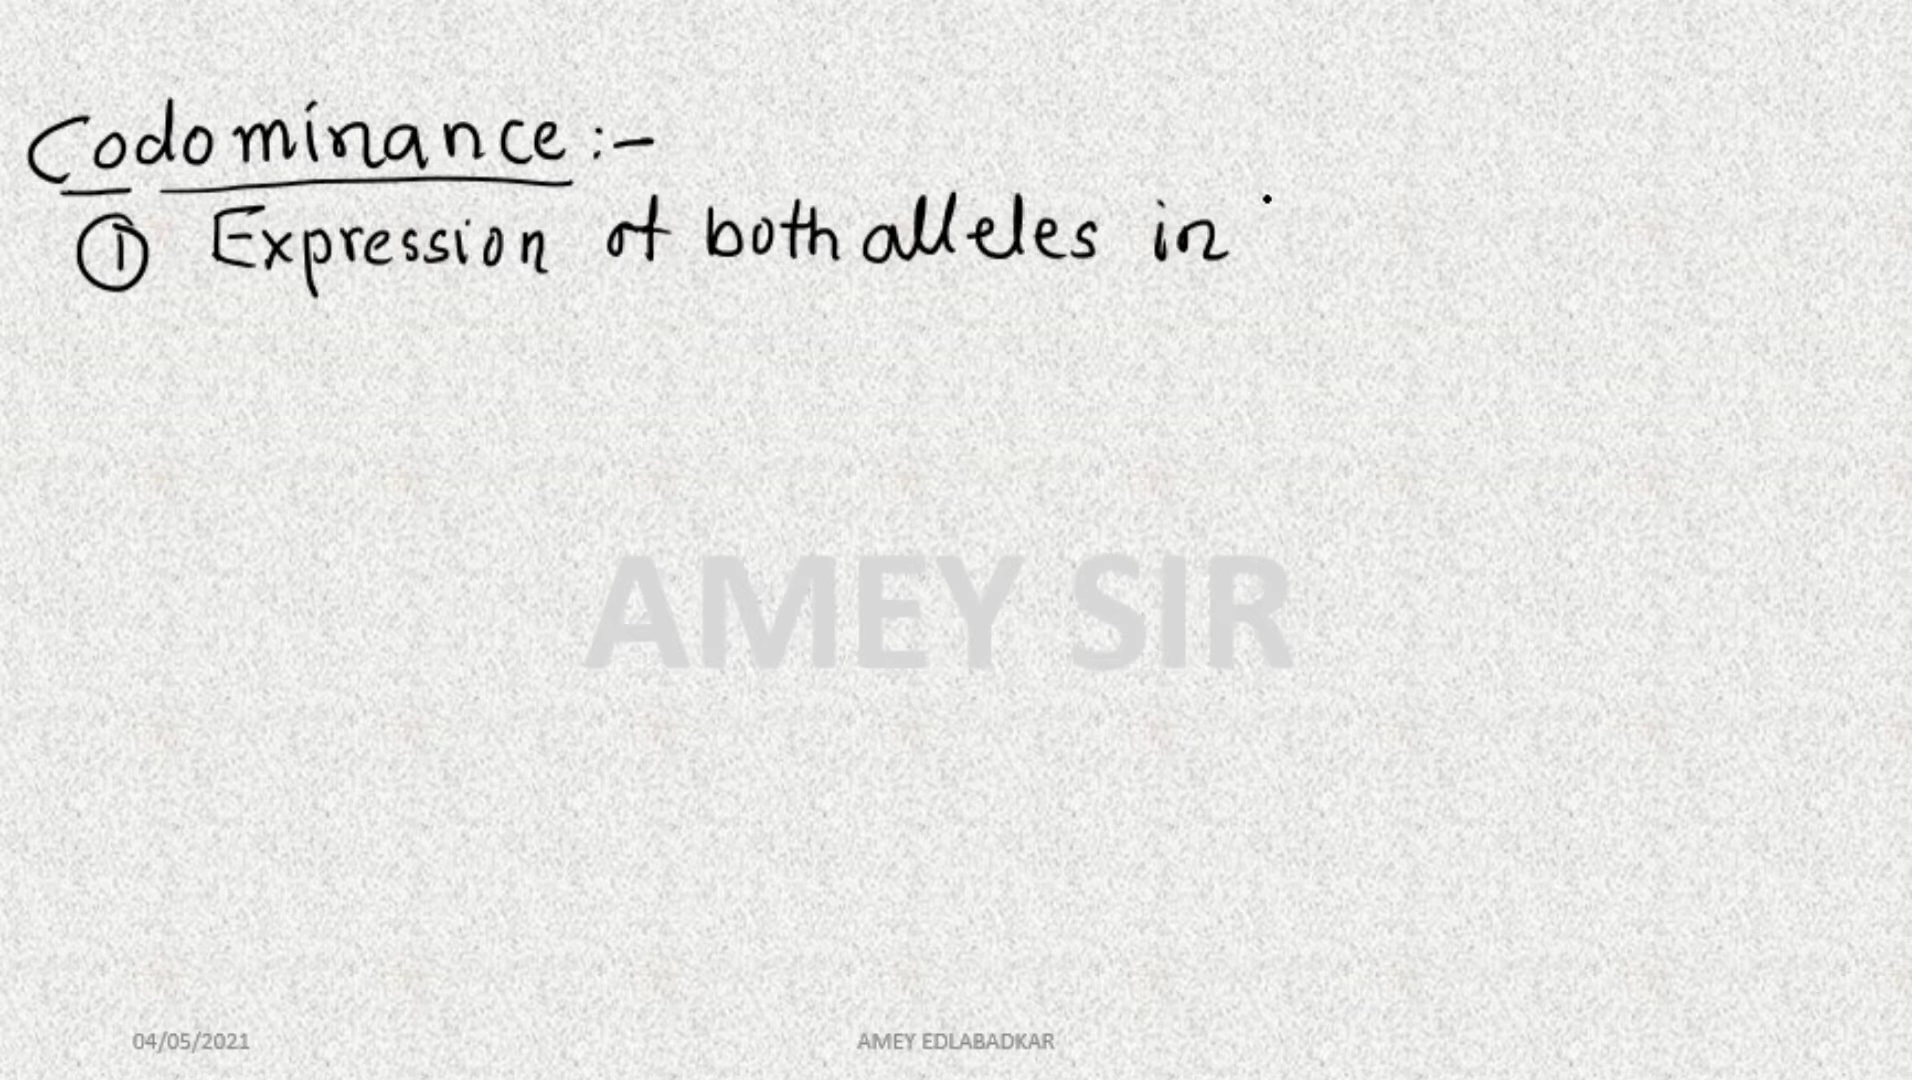 Codominance :-
① Expression of both alleles in
AMEY SIR
04/05/2021
AMEY EDLABADKAR